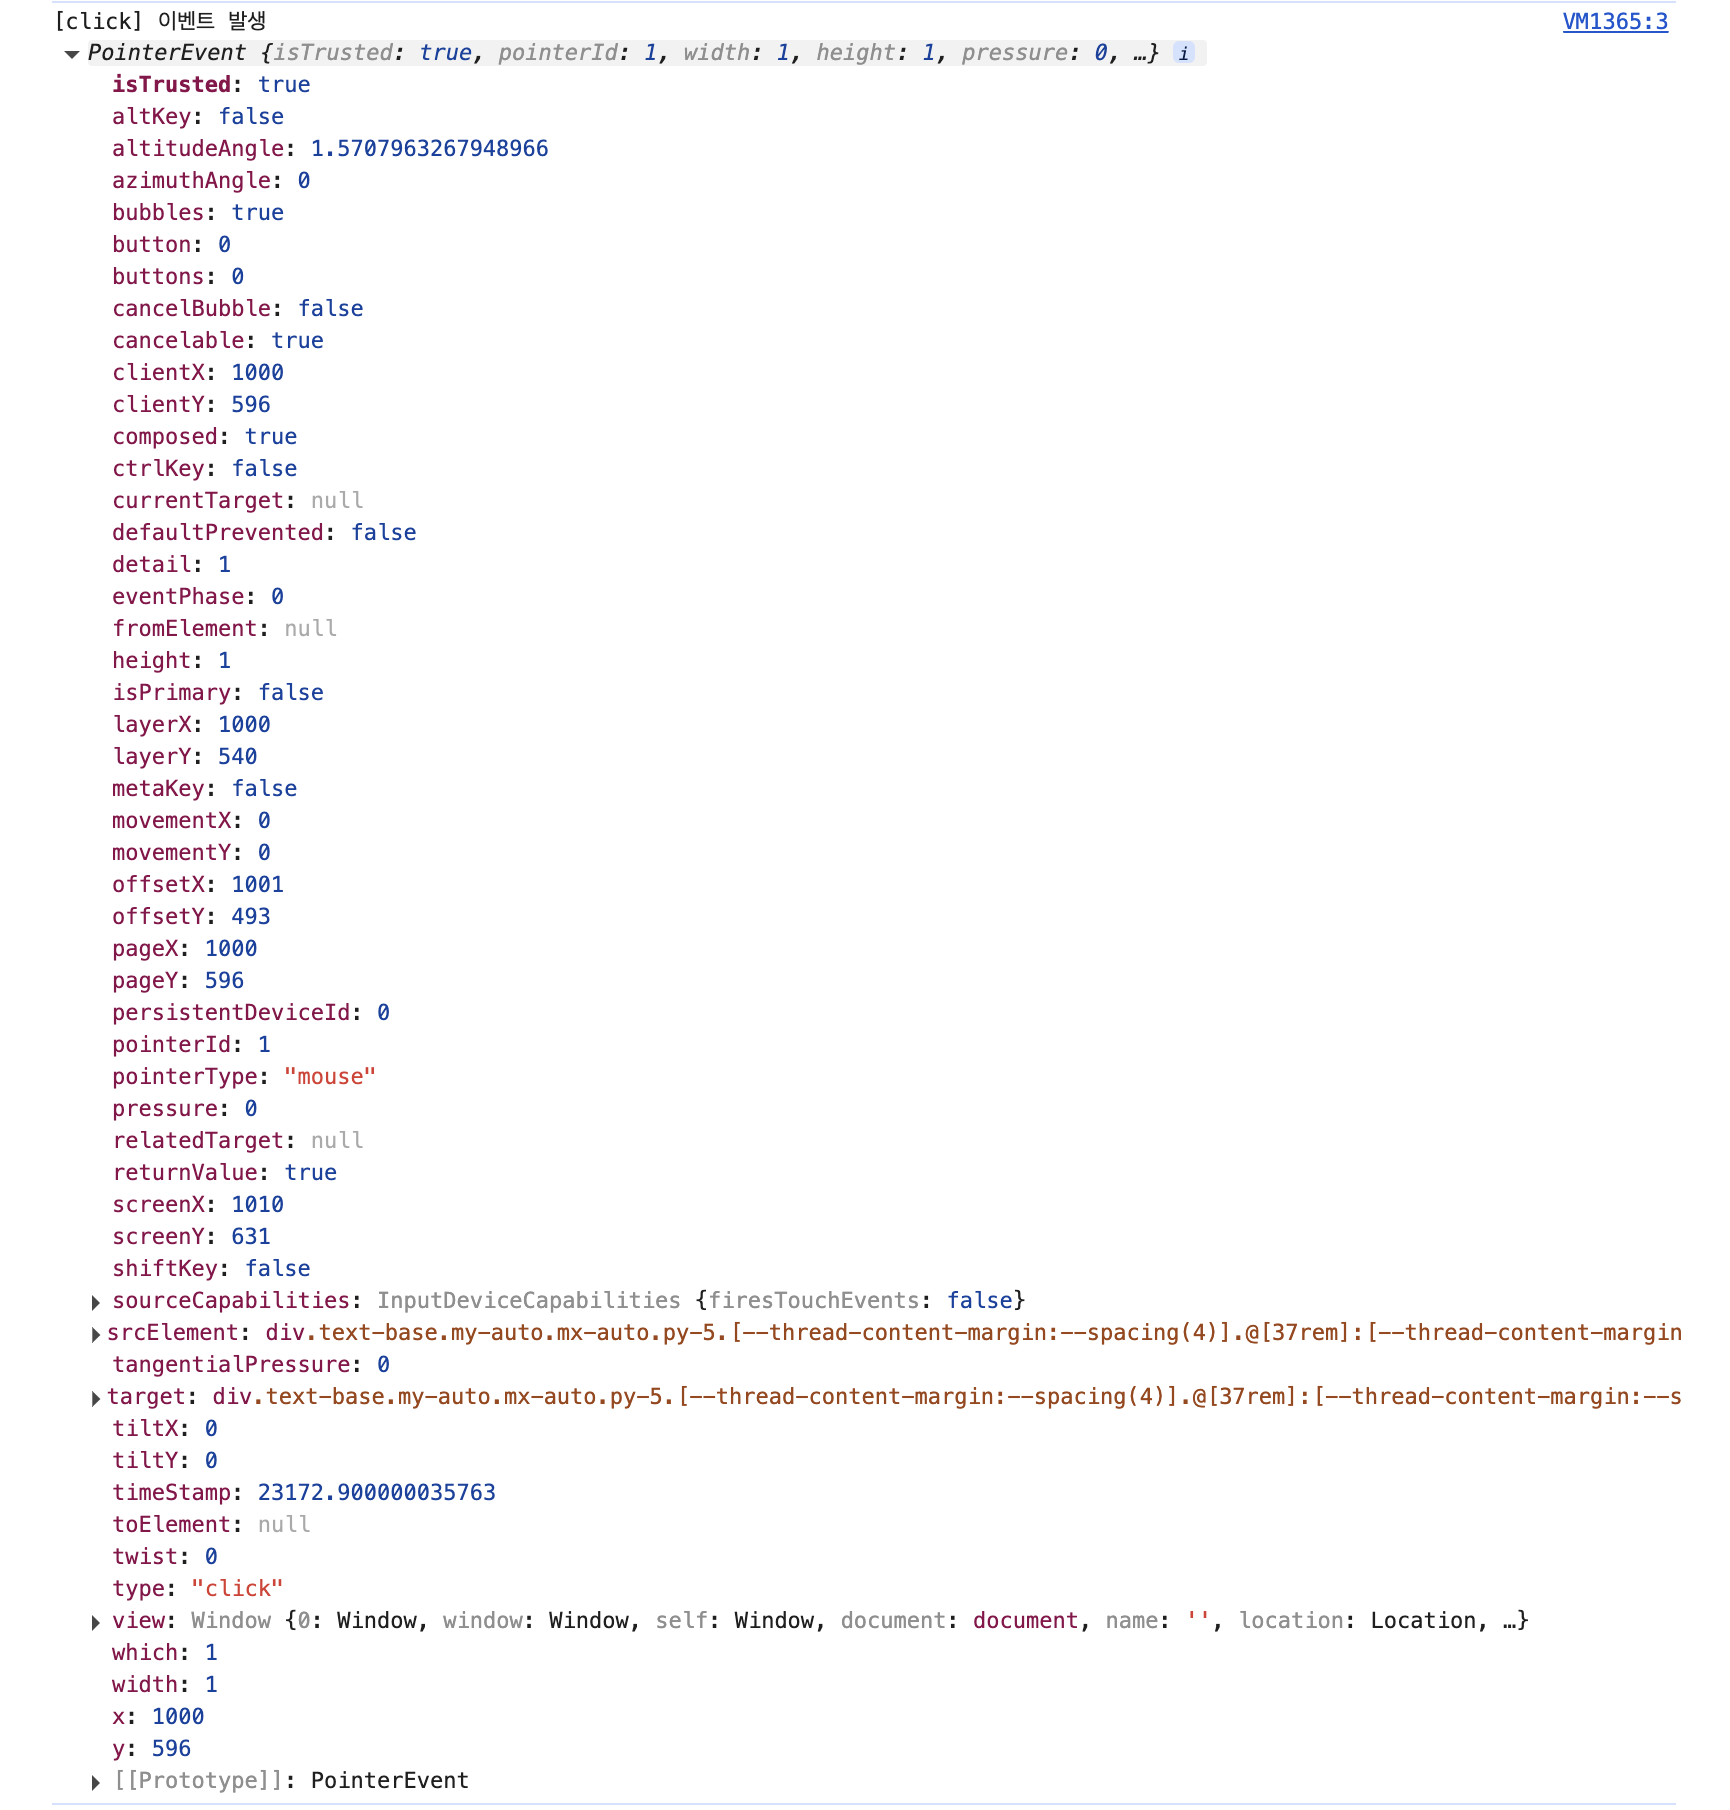 [click] 이벤트 발생 VM1365:3
PointerEvent {isTrusted: true, pointerId: 1, width: 1, height: 1, pressure: 0, …} i
isTrusted: true
altKey: false
altitudeAngle: 1.5707963267948966
azimuthAngle: 0
bubbles: true
button: 0
buttons: 0
cancelBubble: false
cancelable: true
clientX: 1000
clientY: 596
composed: true
ctrlKey: false
currentTarget: null
defaultPrevented: false
detail: 1
eventPhase: 0
fromElement: null
height: 1
isPrimary: false
layerX: 1000
layerY: 540
metaKey: false
movementX: 0
movementY: 0
offsetX: 1001
offsetY: 493
pageX: 1000
pageY: 596
persistentDeviceId: 0
pointerId: 1
pointerType: "mouse"
pressure: 0
relatedTarget: null
returnValue: true
screenX: 1010
screenY: 631
shiftKey: false
sourceCapabilities: InputDeviceCapabilities {firesTouchEvents: false}
srcElement: div.text-base.my-auto.mx-auto.py-5.[--thread-content-margin:--spacing(4)].@[37rem]:[--thread-content-margin
tangentialPressure: 0
target: div.text-base.my-auto.mx-auto.py-5.[--thread-content-margin:--spacing(4)].@[37rem]:[--thread-content-margin:--s
tiltX: 0
tiltY: 0
timeStamp: 23172.900000035763
toElement: null
twist: 0
type: "click"
view: Window {0: Window, window: Window, self: Window, document: document, name: '', location: Location, …}
which: 1
width: 1
x: 1000
y: 596
[[Prototype]]: PointerEvent